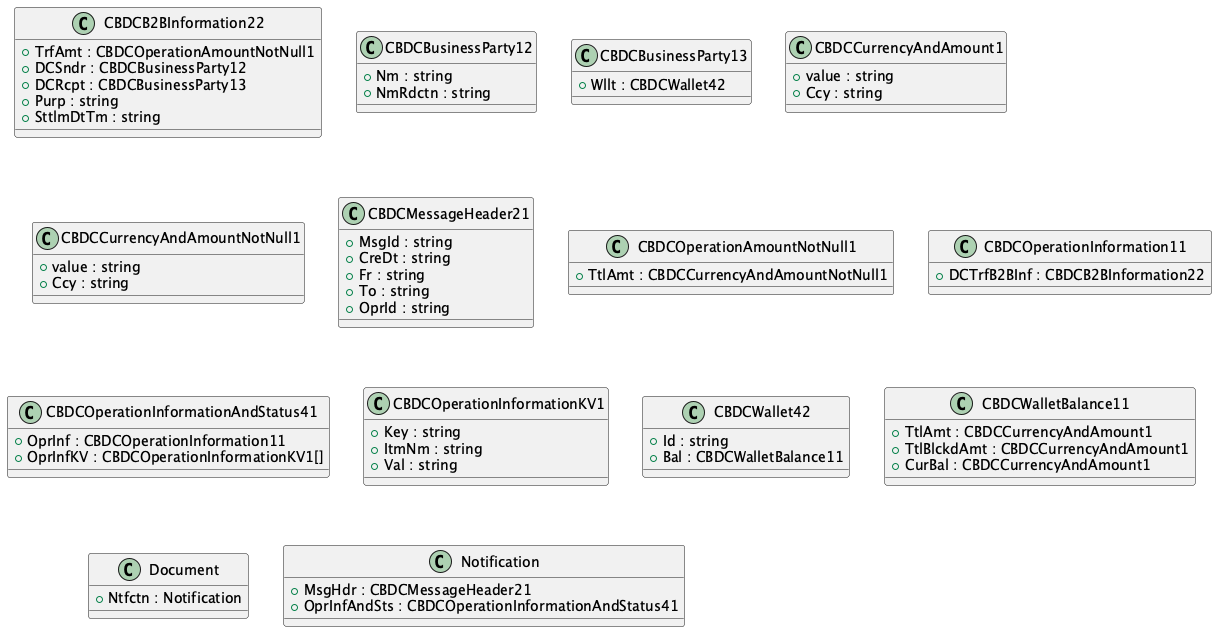 C CBDCB2BInformation22
TrfAmt : CBDCOperationAmountNotNull1
DCSndr : CBDCBusinessParty12
DCRcpt : CBDCBusinessParty13
Purp : string
SttlmDtTm : string
C CBDCBusinessParty12
Nm : string
NmRdctn : string
C CBDCBusinessParty13
Wllt : CBDCWallet42
C CBDCCurrencyAndAmount1
value : string
Ccy : string
C CBDCCurrencyAndAmountNotNull1
value : string
Ccy : string
C CBDCMessageHeader21
MsgId : string
CreDt : string
Fr : string
To : string
OprId : string
C CBDCOperationAmountNotNull1
TtlAmt : CBDCCurrencyAndAmountNotNull1
C CBDCOperationInformation11
DCTrfB2BInf : CBDCB2BInformation22
C CBDCOperationInformationAndStatus41
OprInf : CBDCOperationInformation11
OprInfKV : CBDCOperationInformationKV1[]
C CBDCOperationInformationKV1
Key : string
ItmNm : string
Val : string
C CBDCWallet42
Id : string
Bal : CBDCWalletBalance11
C CBDCWalletBalance11
TtlAmt : CBDCCurrencyAndAmount1
TtlBlckdAmt : CBDCCurrencyAndAmount1
CurBal : CBDCCurrencyAndAmount1
C Document
Ntfctn : Notification
C Notification
MsgHdr : CBDCMessageHeader21
OprInfAndSts : CBDCOperationInformationAndStatus41